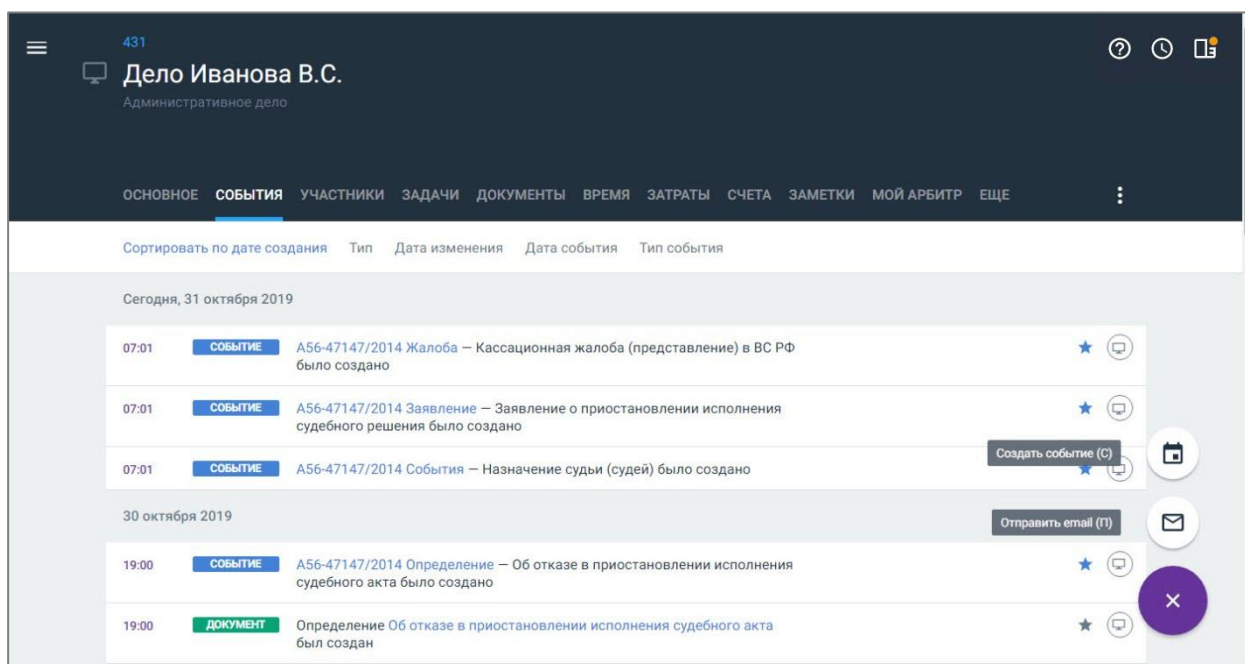 431
Дело Иванова В.С.
Административное дело
ОСНОВНОЕ СОБЫТИЯ УЧАСТНИКИ ЗАДАЧИ ДОКУМЕНТЫ ВРЕМЯ ЗАТРАТЫ СЧЕТА ЗАМЕТКИ МОЙ АРБИТР ЕЩЕ
Сортировать по дате создания Тип Дата изменения Дата события Тип события
Сегодня, 31 октября 2019
07:01 СОБЫТИЕ А56-47147/2014 Жалоба — Кассационная жалоба (представление) в ВС РФ
было создано
07:01 СОБЫТИЕ А56-47147/2014 Заявление — Заявление о приостановлении исполнения
судебного решения было создано
Создать событие (С)
07:01 СОБЫТИЕ А56-47147/2014 События — Назначение судьи (судей) было создано
30 октября 2019
Отправить email (П)
19:00 СОБЫТИЕ А56-47147/2014 Определение — Об отказе в приостановлении исполнения
судебного акта было создано
19:00 ДОКУМЕНТ Определение Об отказе в приостановлении исполнения судебного акта
был создан